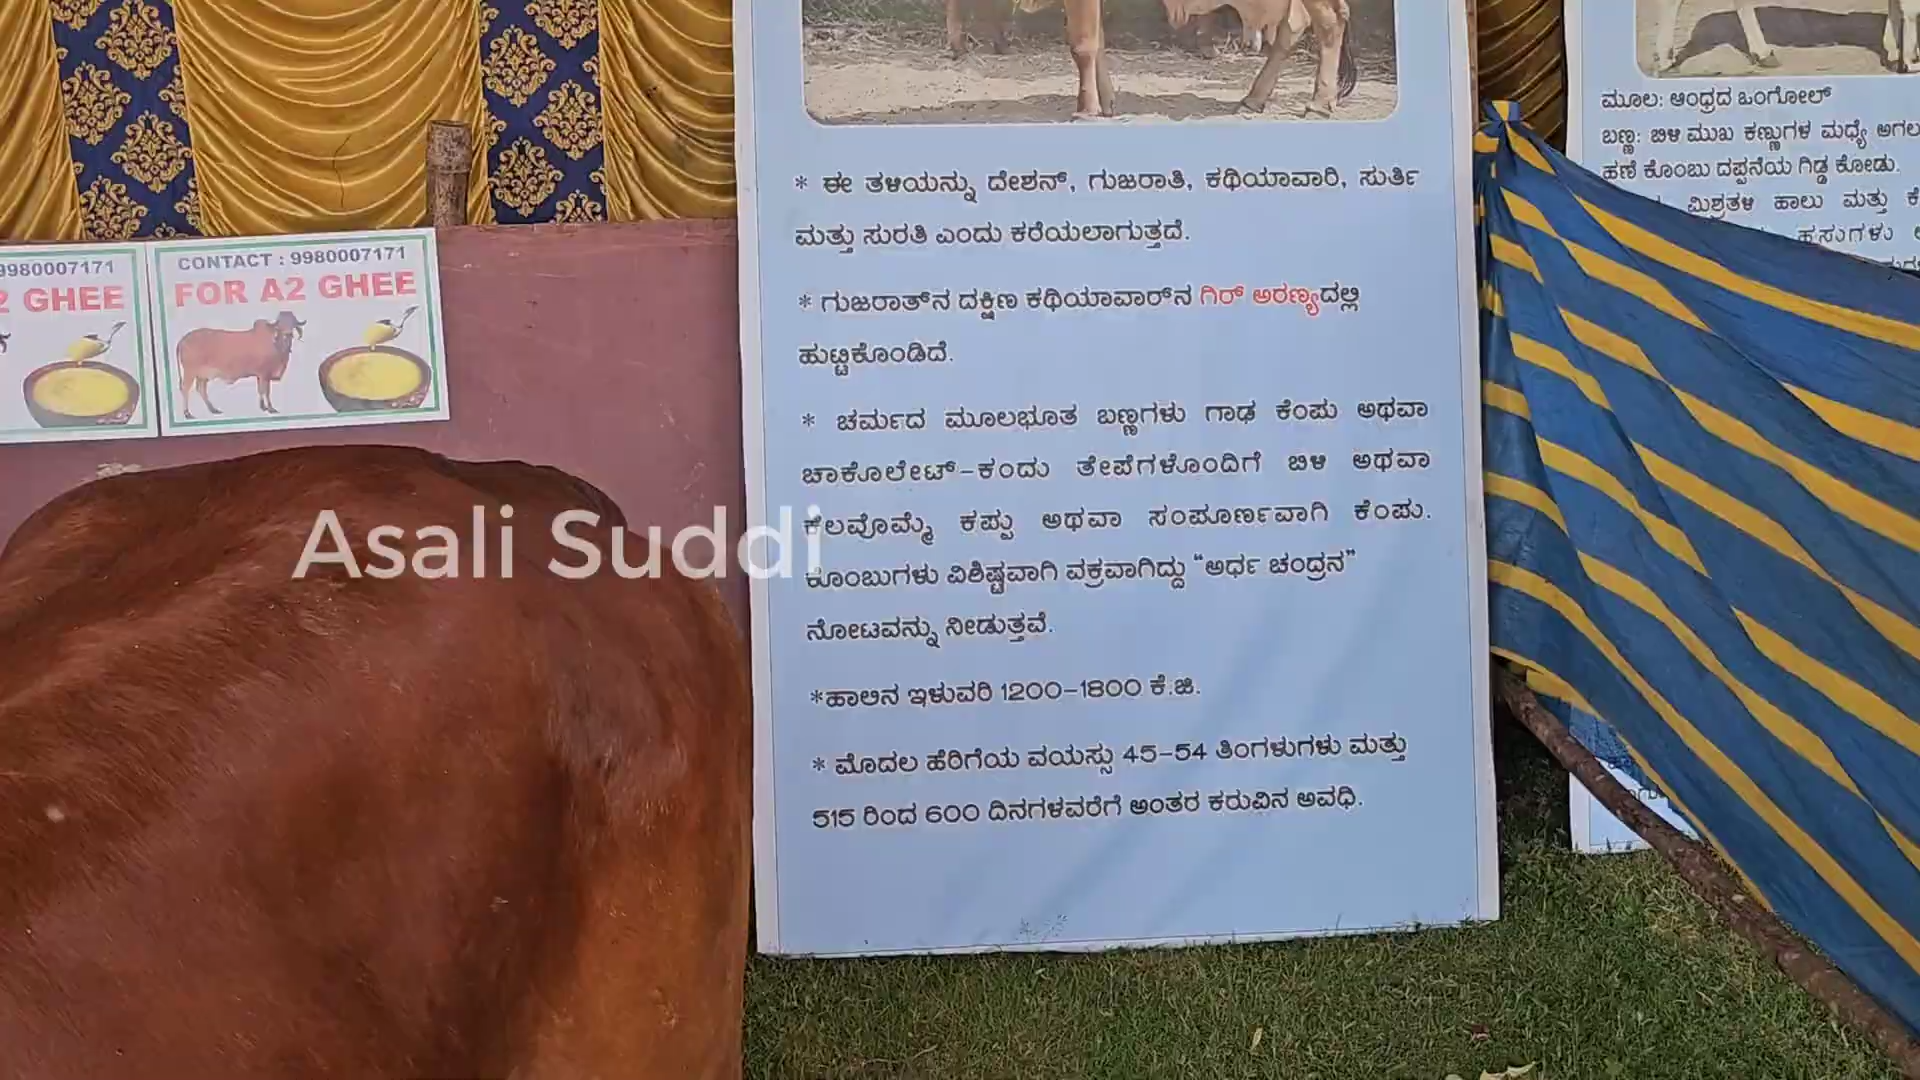 9980007171
2 GHEE
CONTACT : 9980007171
FOR A2 GHEE
* ಈ ತಳಿಯನ್ನು ದೇಶನ್, ಗುಜರಾತಿ, ಕಥಿಯಾವಾರಿ, ಸುರ್ತಿ
ಮತ್ತು ಸುರತಿ ಎಂದು ಕರೆಯಲಾಗುತ್ತದೆ.
* ಗುಜರಾತ್‌ನ ದಕ್ಷಿಣ ಕಥಿಯಾವಾರ್‌ನ ಗಿರ್ ಅರಣ್ಯದಲ್ಲಿ
ಹುಟ್ಟಿಕೊಂಡಿದೆ.
* ಚರ್ಮದ ಮೂಲಭೂತ ಬಣ್ಣಗಳು ಗಾಢ ಕೆಂಪು ಅಥವಾ
ಚಾಕೊಲೇಟ್-ಕಂದು ತೇಪೆಗಳೊಂದಿಗೆ ಬಿಳಿ ಅಥವಾ
ಕೆಲವೊಮ್ಮೆ ಕಪ್ಪು ಅಥವಾ ಸಂಪೂರ್ಣವಾಗಿ ಕೆಂಪು.
ಕೊಂಬುಗಳು ವಿಶಿಷ್ಟವಾಗಿ ವಕ್ರವಾಗಿದ್ದು “ಅರ್ಧ ಚಂದ್ರನ”
ನೋಟವನ್ನು ನೀಡುತ್ತವೆ.
*ಹಾಲಿನ ಇಳುವರಿ 1200-1800 ಕೆ.ಜಿ.
* ಮೊದಲ ಹೆರಿಗೆಯ ವಯಸ್ಸು 45-54 ತಿಂಗಳುಗಳು ಮತ್ತು
515 ರಿಂದ 600 ದಿನಗಳವರೆಗೆ ಅಂತರ ಕರುವಿನ ಅವಧಿ.
ಮೂಲ: ಆಂಧ್ರದ ಒಂಗೋಲ್
ಬಣ್ಣ: ಬಿಳಿ ಮುಖ ಕಣ್ಣುಗಳ ಮಧ್ಯೆ ಅಗಲ
ಹಣೆ ಕೊಂಬು ದಪ್ಪನೆಯ ಗಿಡ್ಡ ಕೋಡು.
ಮಿಶ್ರತಳಿ ಹಾಲು ಮತ್ತು
ಹಸುಗಳು
Asali Suddi